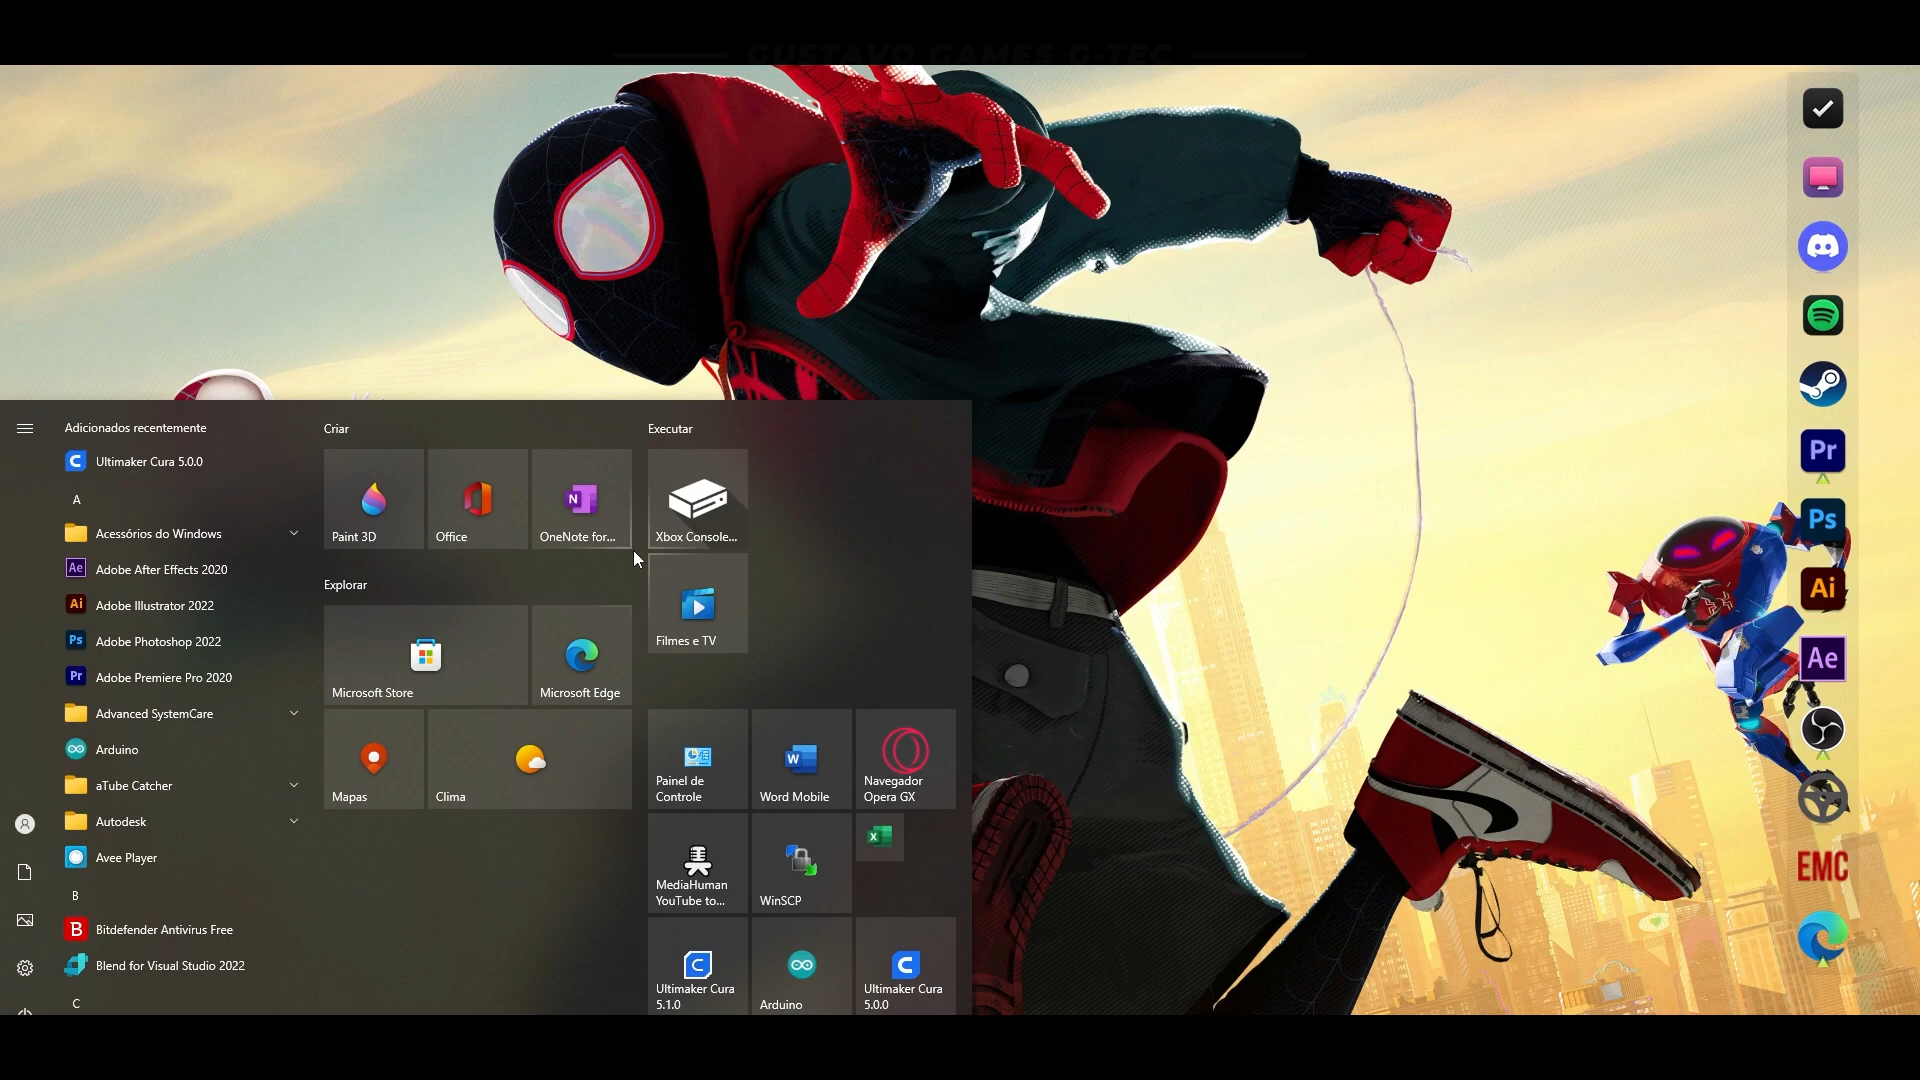 GUSTAVO GAMES G-TEC
Adicionados recentemente
Ultimaker Cura 5.0.0
A
Acessórios do Windows
Adobe After Effects 2020
Adobe Illustrator 2022
Adobe Photoshop 2022
Adobe Premiere Pro 2020
Advanced SystemCare
Arduino
aTube Catcher
Autodesk
Avee Player
B
Bitdefender Antivirus Free
Blend for Visual Studio 2022
C
Criar
Paint 3D
Office
OneNote for...
Explorar
Microsoft Store
Microsoft Edge
Mapas
Clima
Executar
Xbox Console...
Filmes e TV
Painel de
Controle
Word Mobile
Navegador
Opera GX
MediaHuman
YouTube to...
WinSCP
Ultimaker Cura
5.1.0
Arduino
Ultimaker Cura
5.0.0
Pr
Ps
Ai
Ae
EMC